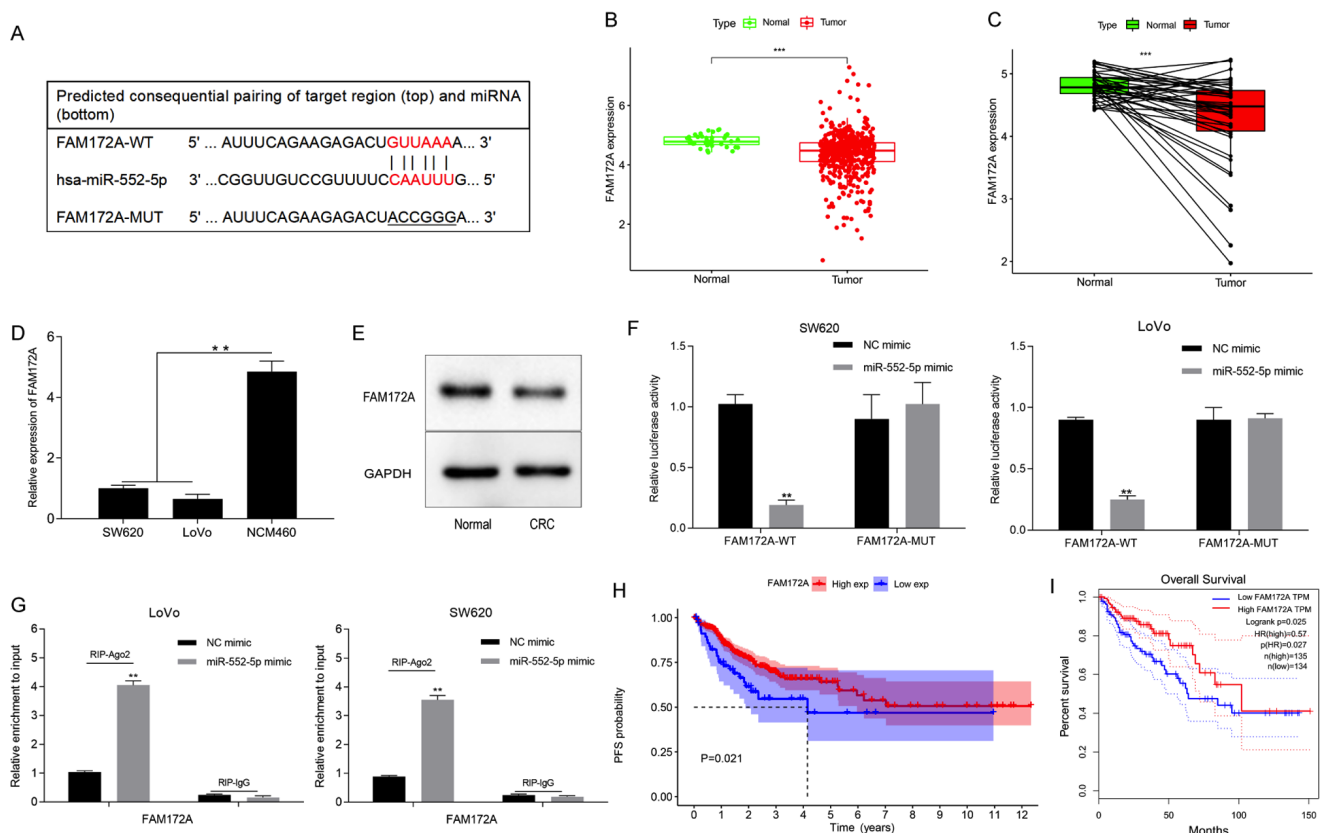 A
Predicted consequential pairing of target region (top) and miRNA
(bottom)
FAM172A-WT 5' ... AUUUCAGAAGAGACUGUUAAAA... 3'
hsa-miR-552-5p 3' ... CGGUUGUCCGUUUUCCAAUUUG... 5'
FAM172A-MUT 5' ... AUUUCAGAAGAGACUACCGGGA... 3'
B
Type Nomal Tumor
***
FAM172A expression
6
4
2
Normal Tumor
C
Type Normal Tumor
***
FAM172A expression
5
4
3
2
Normal Tumor
D
Relative expression of FAM172A
6
4
2
0
**
SW620 LoVo NCM460
E
FAM172A
GAPDH
Normal CRC
F
SW620
NC mimic
miR-552-5p mimic
Relative luciferase activity
1.5
1.0
0.5
0.0
**
FAM172A-WT FAM172A-MUT
LoVo
NC mimic
miR-552-5p mimic
Relative luciferase activity
1.5
1.0
0.5
0.0
**
FAM172A-WT FAM172A-MUT
G
LoVo
NC mimic
miR-552-5p mimic
Relative enrichment to input
6
5
4
3
2
1
0
RIP-Ago2
**
RIP-IgG
FAM172A
SW620
NC mimic
miR-552-5p mimic
Relative enrichment to input
6
5
4
3
2
1
0
RIP-Ago2
**
RIP-IgG
FAM172A
H
FAM172A High exp Low exp
PFS probability
1.00
0.75
0.50
0.25
0.00
P=0.021
0 1 2 3 4 5 6 7 8 9 10 11 12
Time (years)
I
Overall Survival
Low FAM172A TPM
High FAM172A TPM
Logrank p=0.025
HR(high)=0.57
p(HR)=0.027
n(high)=135
n(low)=134
Percent survival
1.0
0.8
0.6
0.4
0.2
0.0
0 50 100 150
Months